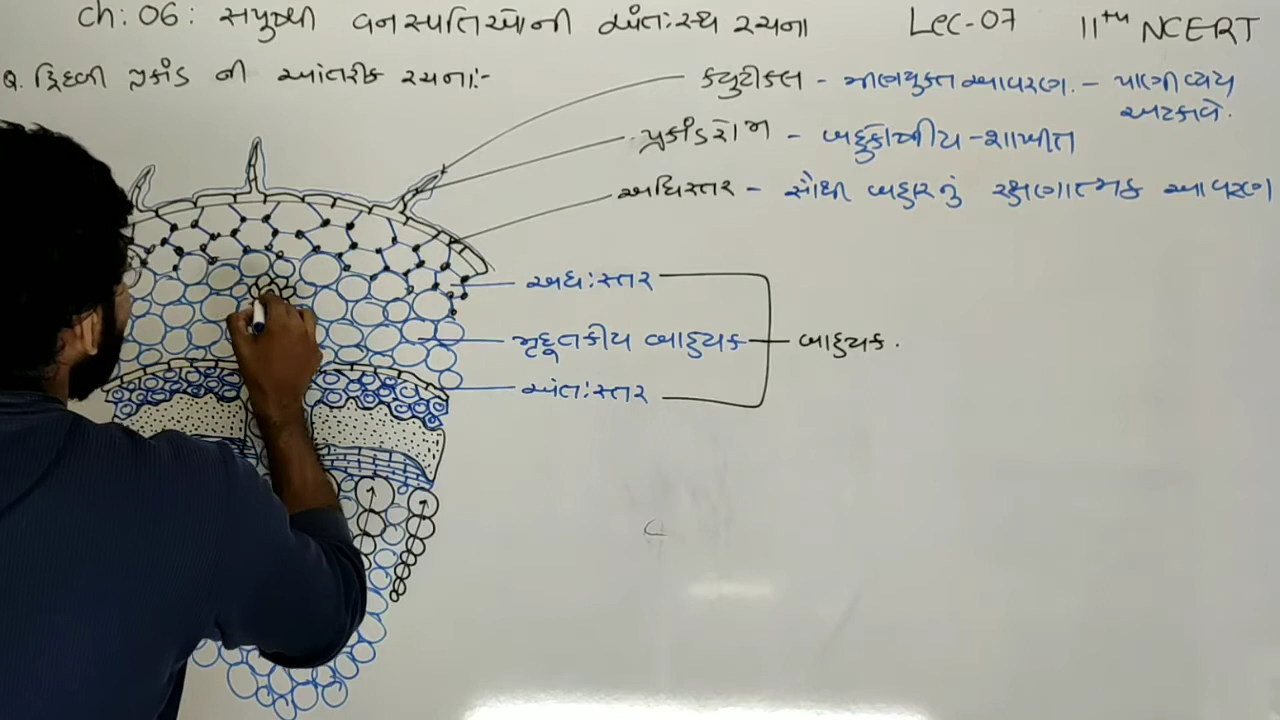 Ch: 06: સપુષ્પી વનસ્પતિઓની અંતઃસ્થ રચના Lec-07 11th NCERT
Q. દ્વિદળી પ્રકાંડ ની આંતરીક રચના:-
ક્યુટીકલ - મીણયુક્ત આવરણ. - પાણીવ્યય
અટકાવે.
પ્રકાંડરોમ - બહુકોષીય-શાખીત
અધિસ્તર - સૌથી બહારનું રક્ષણાત્મક આવરણ
અધઃસ્તર
મૃદૂતકીય બાહ્યક
બાહ્યક.
અંતઃસ્તર